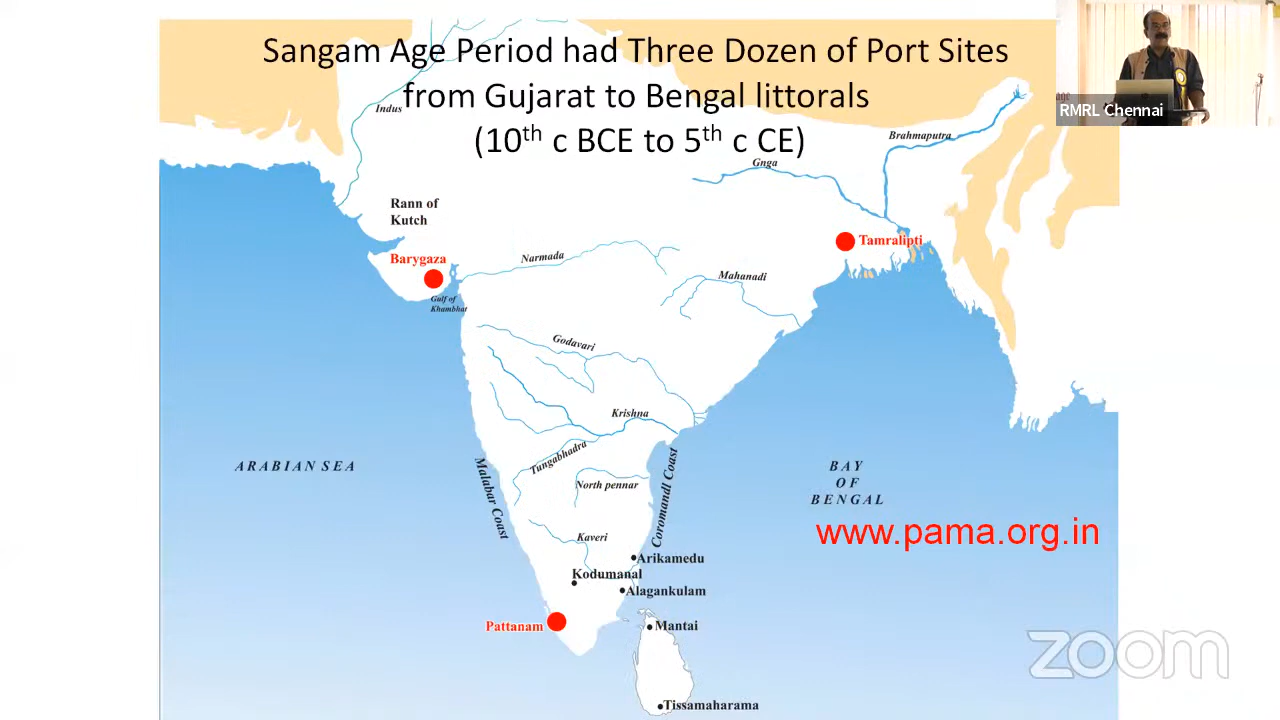 Sangam Age Period had Three Dozen of Port Sites
from Gujarat to Bengal littorals
(10th c BCE to 5th c CE)
RMRL Chennai
Indus
Brahmaputra
Gnga
Rann of
Kutch
Barygaza
Gulf of
Khambhat
Narmada
Tamralipti
Mahanadi
Godavari
Krishna
Tungabhadra
North pennar
ARABIAN SEA
BAY
OF
BENGAL
Malabar Coast
Coromandl Coast
www.pama.org.in
Kaveri
Arikamedu
Kodumanal
Alagankulam
Pattanam
Mantai
Tissamaharama
zoom